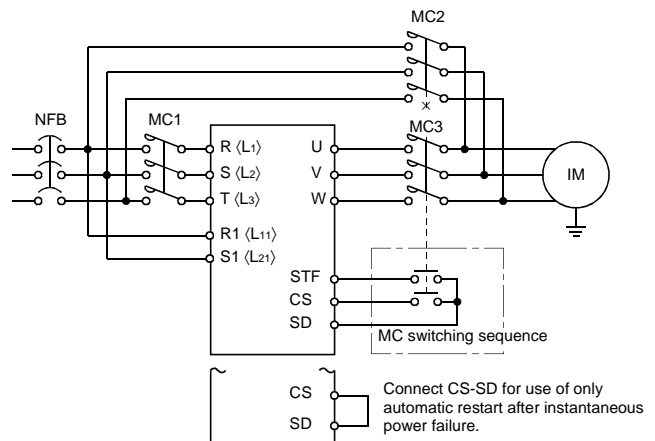 MC2
NFB
MC1
MC3
R ⟨L1⟩
U
S ⟨L2⟩
V
T ⟨L3⟩
W
IM
R1 ⟨L11⟩
S1 ⟨L21⟩
STF
CS
SD
MC switching sequence
CS
SD
Connect CS-SD for use of only
automatic restart after instantaneous
power failure.